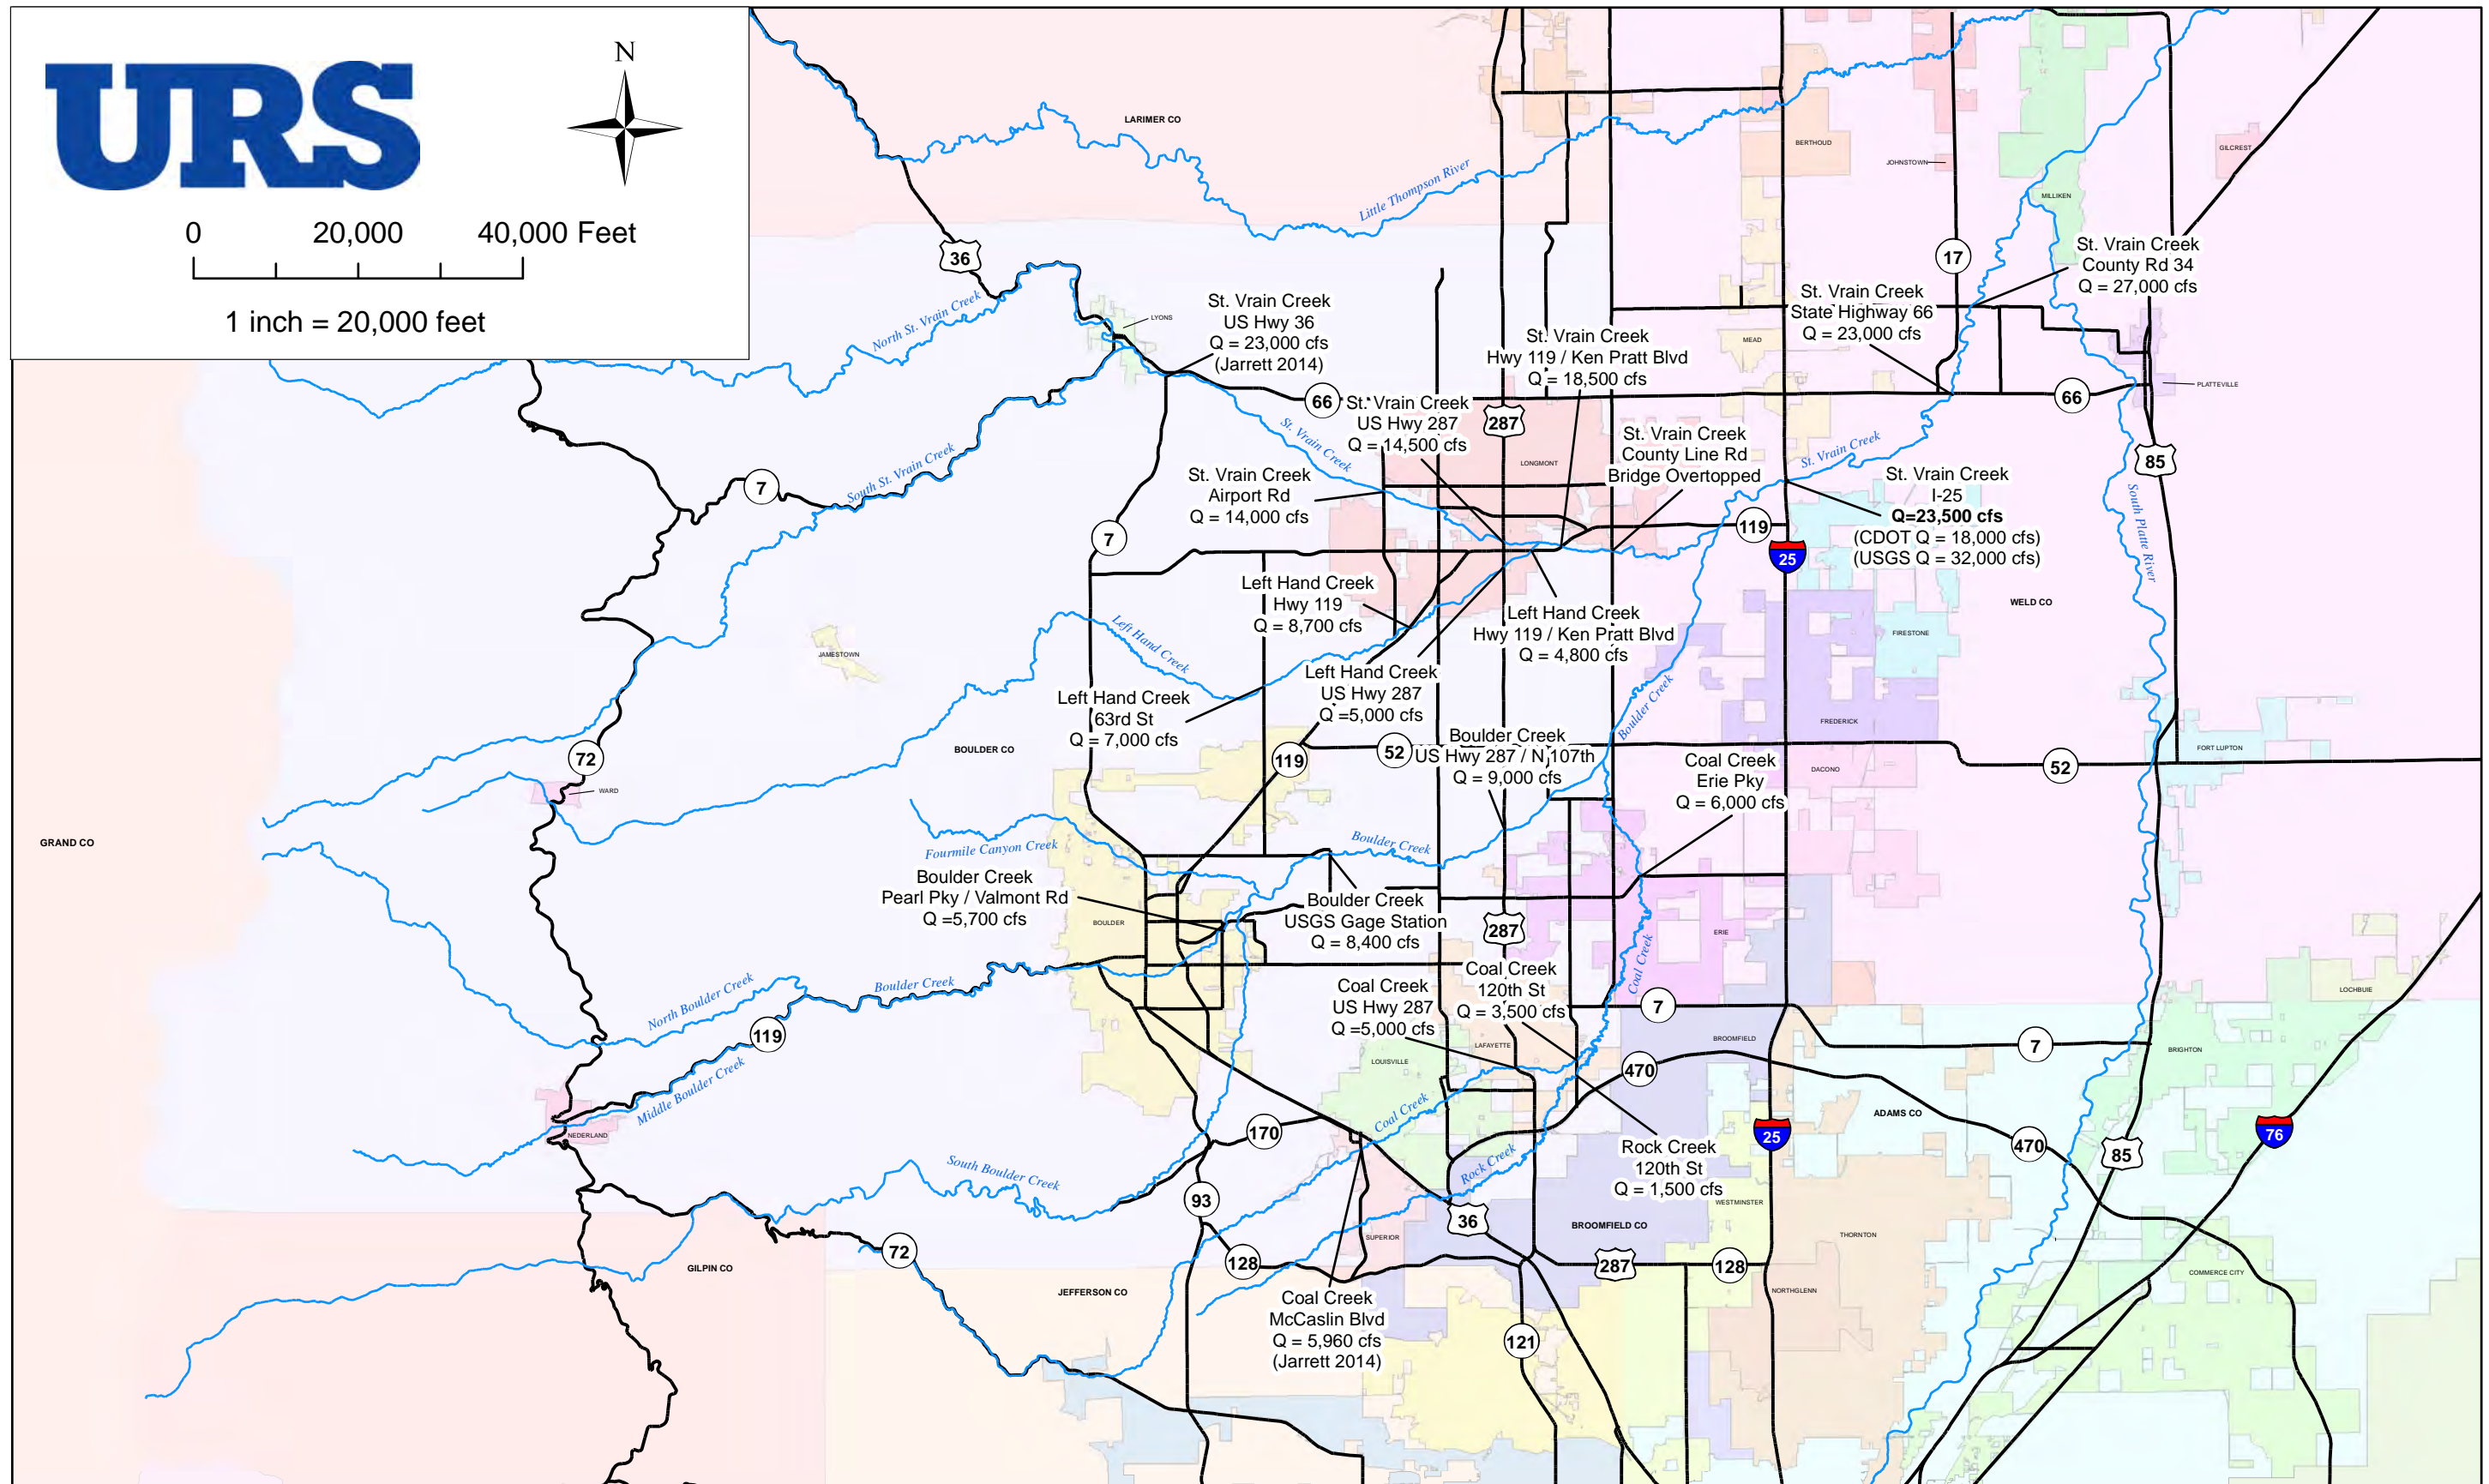 URS
N
0 20,000 40,000 Feet
1 inch = 20,000 feet
LARIMER CO
Little Thompson River
BERTHOUD
JOHNSTOWN
GILCREST
MILLIKEN
36
17
St. Vrain Creek
County Rd 34
Q = 27,000 cfs
St. Vrain Creek
State Highway 66
Q = 23,000 cfs
North St. Vrain Creek
LYONS
St. Vrain Creek
US Hwy 36
Q = 23,000 cfs
(Jarrett 2014)
St. Vrain Creek
Hwy 119 / Ken Pratt Blvd
Q = 18,500 cfs
MEAD
PLATTEVILLE
66
St. Vrain Creek
US Hwy 287
Q = 14,500 cfs
287
66
St. Vrain Creek
St. Vrain Creek
County Line Rd
Bridge Overtopped
St. Vrain Creek
LONGMONT
85
7
South St. Vrain Creek
St. Vrain Creek
Airport Rd
Q = 14,000 cfs
St. Vrain Creek
I-25
Q=23,500 cfs
(CDOT Q = 18,000 cfs)
(USGS Q = 32,000 cfs)
South Platte River
7
119
25
Left Hand Creek
Hwy 119
Q = 8,700 cfs
Left Hand Creek
Hwy 119 / Ken Pratt Blvd
Q = 4,800 cfs
WELD CO
FIRESTONE
JAMESTOWN
Left Hand Creek
Left Hand Creek
US Hwy 287
Q =5,000 cfs
Left Hand Creek
63rd St
Q = 7,000 cfs
Boulder Creek
FREDERICK
BOULDER CO
72
119
52
Boulder Creek
US Hwy 287 / N 107th
Q = 9,000 cfs
Coal Creek
Erie Pky
Q = 6,000 cfs
DACONO
52
FORT LUPTON
WARD
GRAND CO
Fourmile Canyon Creek
Boulder Creek
Boulder Creek
Pearl Pky / Valmont Rd
Q =5,700 cfs
BOULDER
Boulder Creek
USGS Gage Station
Q = 8,400 cfs
287
ERIE
Coal Creek
North Boulder Creek
Boulder Creek
Coal Creek
US Hwy 287
Q =5,000 cfs
Coal Creek
120th St
Q = 3,500 cfs
7
LOCHBUIE
119
LAFAYETTE
BROOMFIELD
7
BRIGHTON
LOUISVILLE
470
Middle Boulder Creek
NEDERLAND
170
Coal Creek
ADAMS CO
25
470
85
76
South Boulder Creek
Rock Creek
Rock Creek
120th St
Q = 1,500 cfs
93
WESTMINSTER
36
BROOMFIELD CO
SUPERIOR
THORNTON
72
128
287
128
GILPIN CO
COMMERCE CITY
JEFFERSON CO
NORTHGLENN
Coal Creek
McCaslin Blvd
Q = 5,960 cfs
(Jarrett 2014)
121